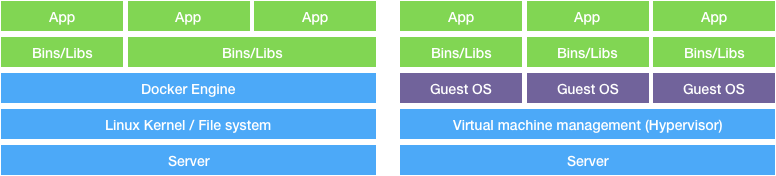 App App App
Bins/Libs Bins/Libs
Docker Engine
Linux Kernel / File system
Server
App App App
Bins/Libs Bins/Libs Bins/Libs
Guest OS Guest OS Guest OS
Virtual machine management (Hypervisor)
Server